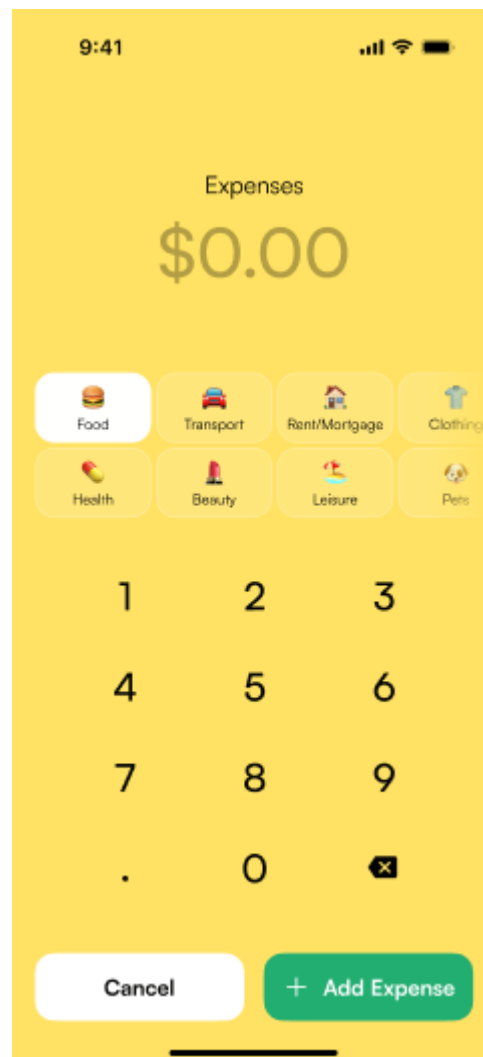 9:41
Expenses
$0.00
Food Transport Rent/Mortgage Clothing
Health Beauty Leisure Pets
1 2 3
4 5 6
7 8 9
. 0
Cancel + Add Expense